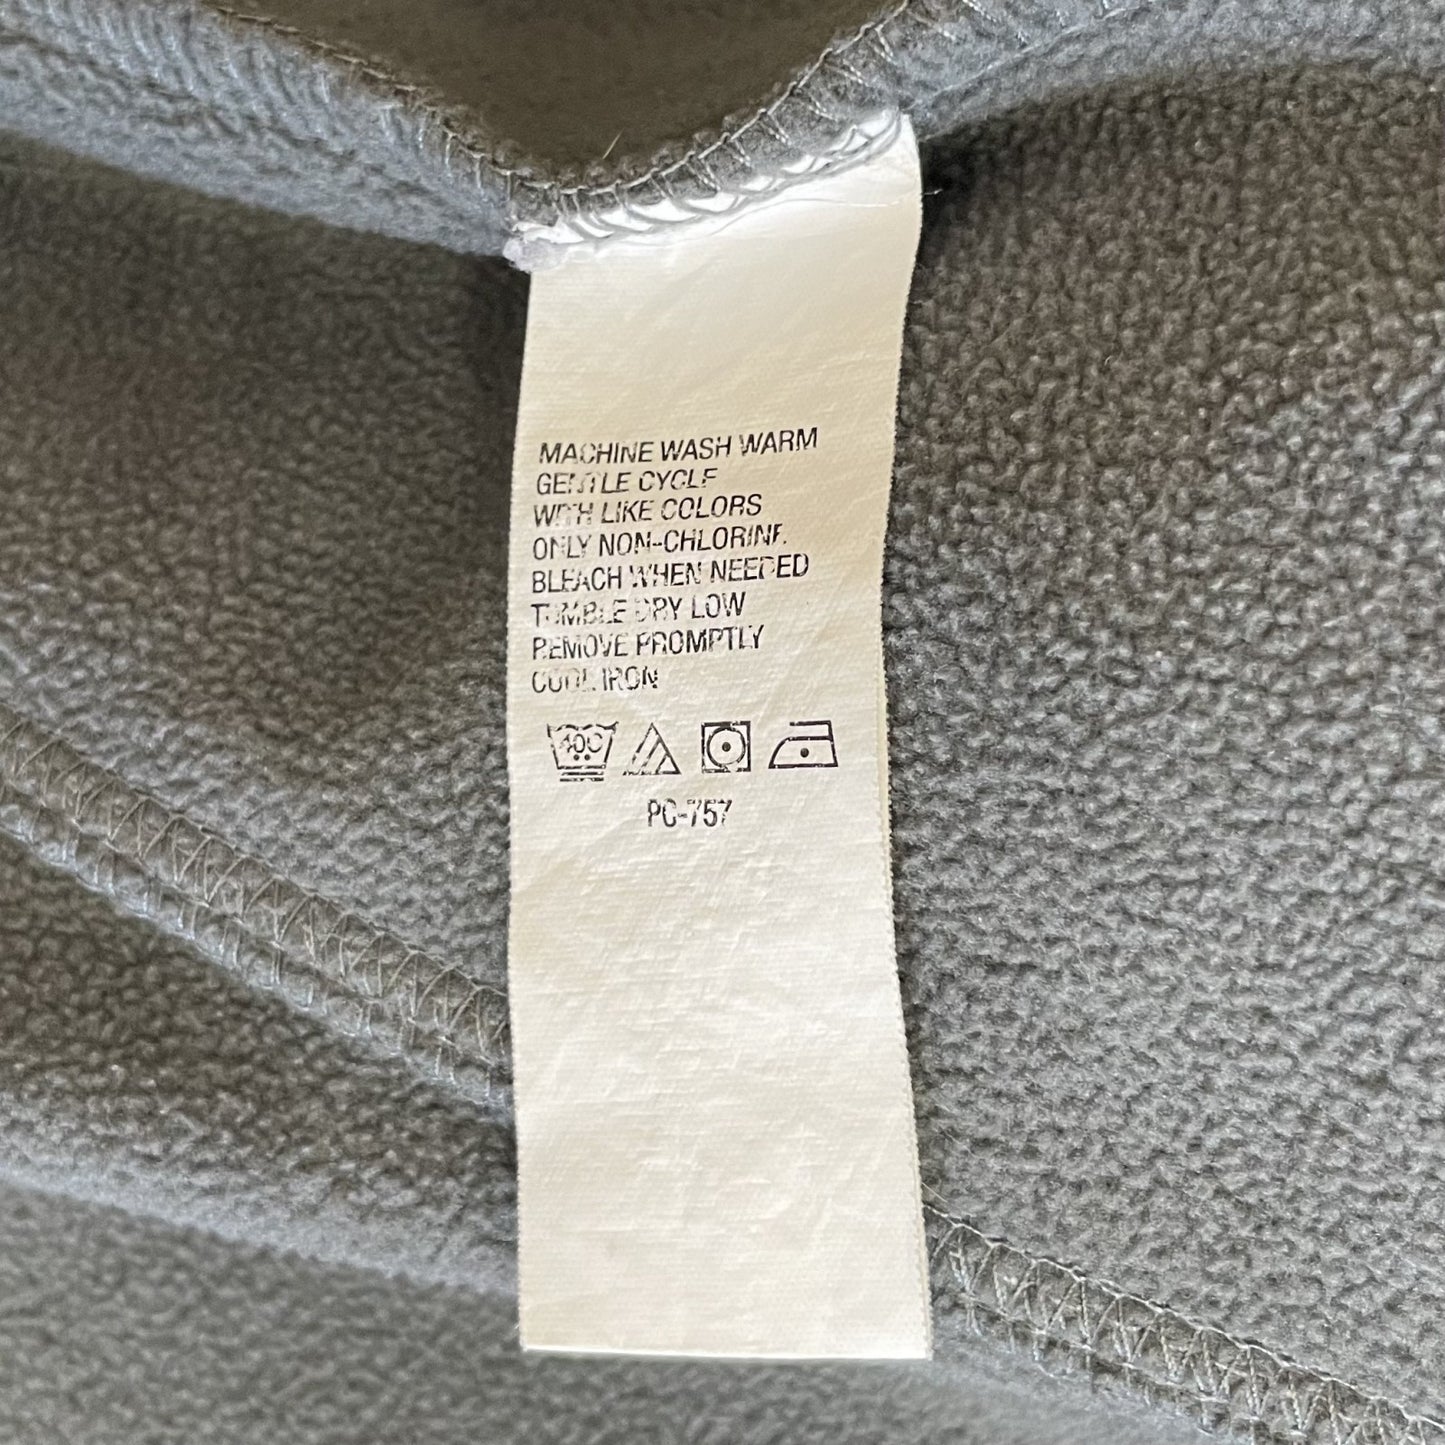 MACHINE WASH WARM
GENTLE CYCLE
WITH LIKE COLORS
ONLY NON-CHLORINE
BLEACH WHEN NEEDED
TUMBLE DRY LOW
REMOVE PROMPTLY
COOL IRON
40C
PC-757